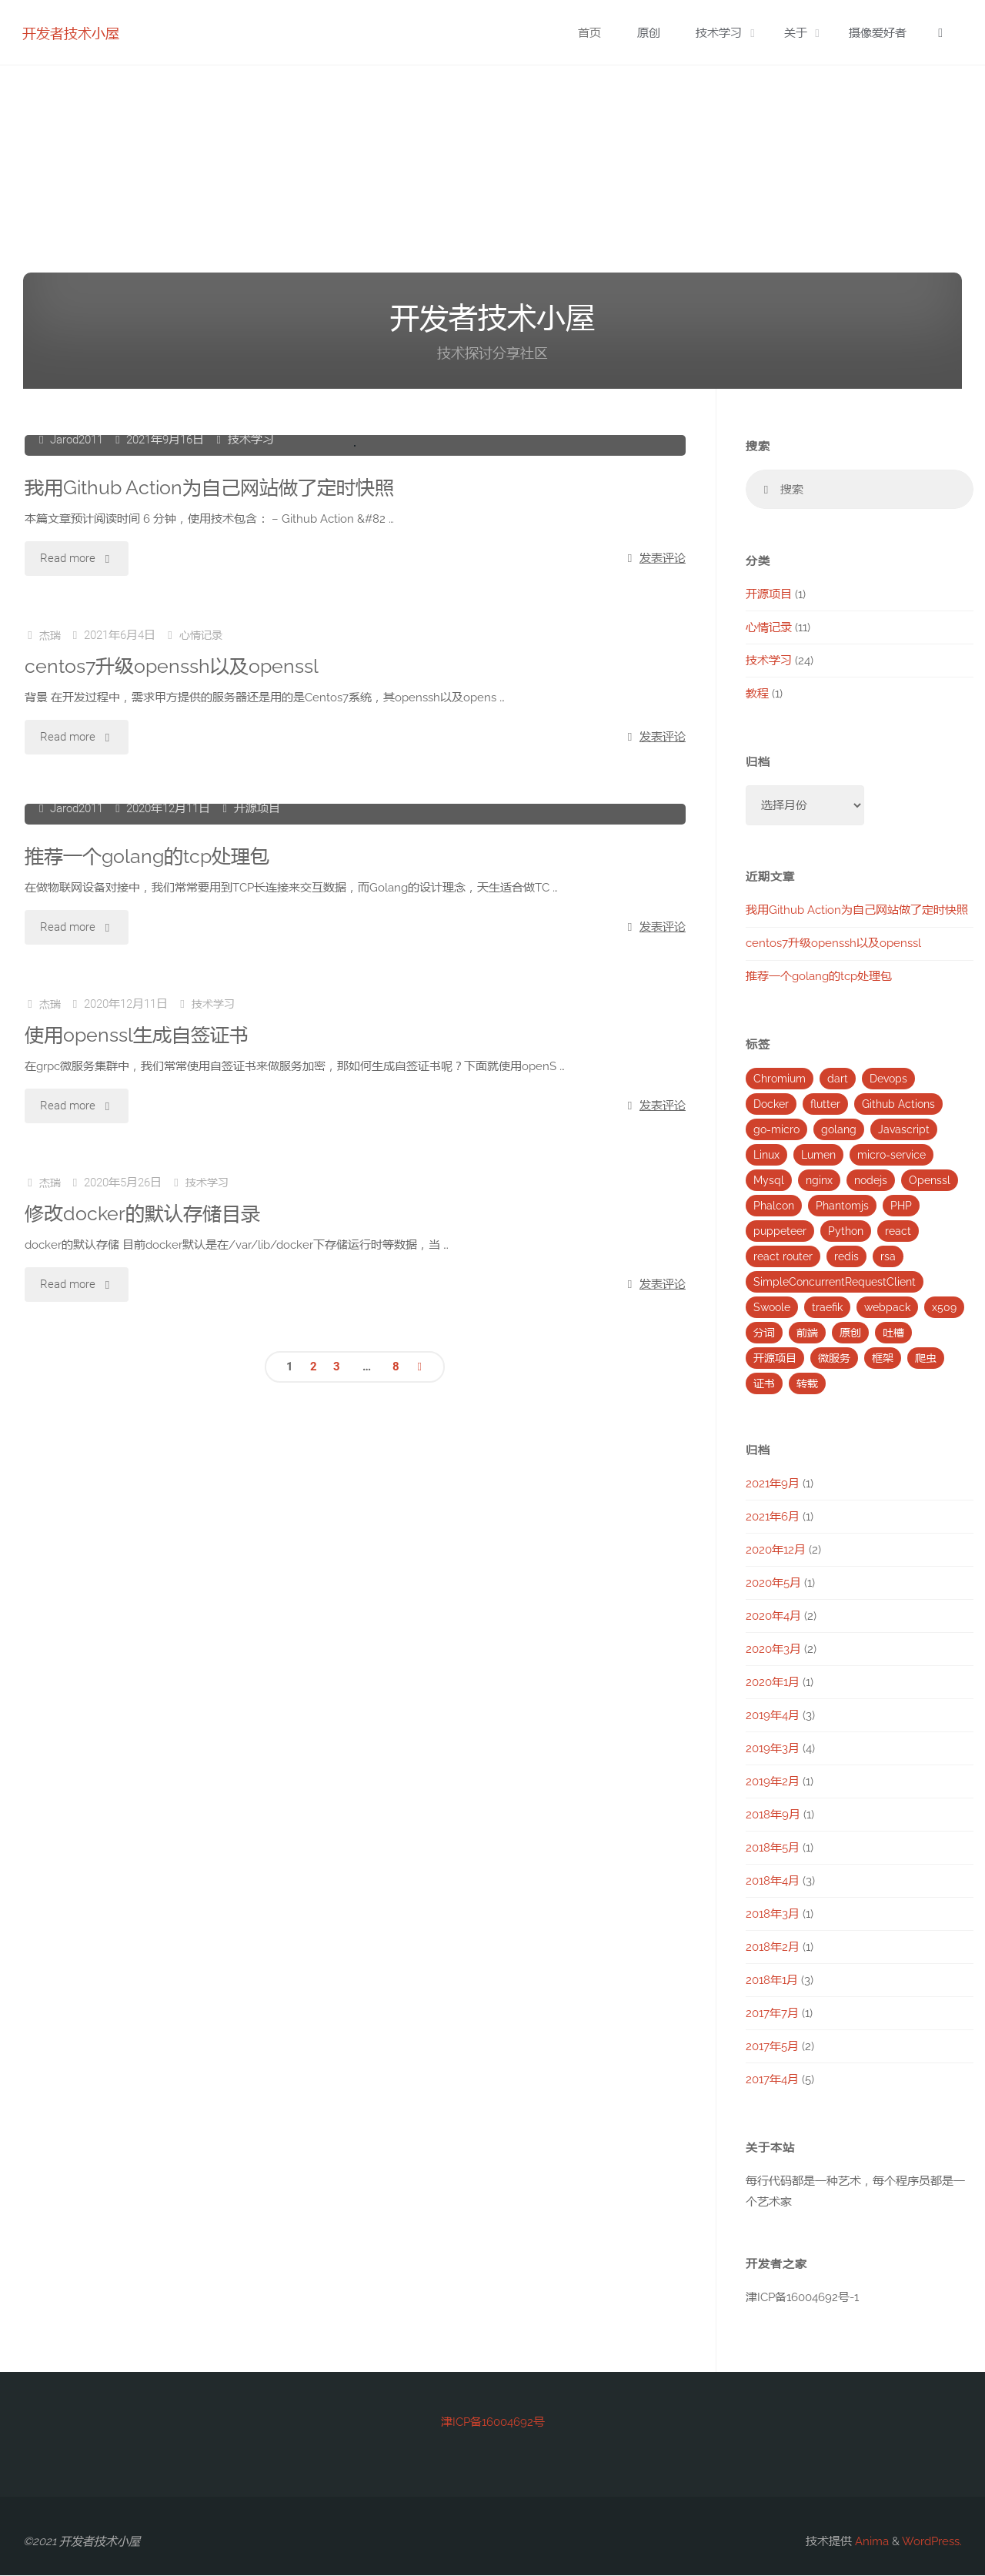 开发者技术小屋
首页 原创 技术学习 关于 摄像爱好者
开发者技术小屋
技术探讨分享社区
Jarod2011 2021年9月16日 技术学习
我用Github Action为自己网站做了定时快照
本篇文章预计阅读时间 6 分钟，使用技术包含： – Github Action &#82 …
Read more 发表评论
杰瑞 2021年6月4日 心情记录
centos7升级openssh以及openssl
背景 在开发过程中，需求甲方提供的服务器还是用的是Centos7系统，其openssh以及opens …
Read more 发表评论
Jarod2011 2020年12月11日 开源项目
推荐一个golang的tcp处理包
在做物联网设备对接中，我们常常要用到TCP长连接来交互数据，而Golang的设计理念，天生适合做TC …
Read more 发表评论
杰瑞 2020年12月11日 技术学习
使用openssl生成自签证书
在grpc微服务集群中，我们常常使用自签证书来做服务加密，那如何生成自签证书呢？下面就使用openS …
Read more 发表评论
杰瑞 2020年5月26日 技术学习
修改docker的默认存储目录
docker的默认存储 目前docker默认是在/var/lib/docker下存储运行时等数据，当 …
Read more 发表评论
1 2 3 … 8
搜索
搜索
分类
开源项目 (1)
心情记录 (11)
技术学习 (24)
教程 (1)
归档
选择月份
近期文章
我用Github Action为自己网站做了定时快照
centos7升级openssh以及openssl
推荐一个golang的tcp处理包
标签
Chromium dart Devops
Docker flutter Github Actions
go-micro golang Javascript
Linux Lumen micro-service
Mysql nginx nodejs Openssl
Phalcon Phantomjs PHP
puppeteer Python react
react router redis rsa
SimpleConcurrentRequestClient
Swoole traefik webpack x509
分词 前端 原创 吐槽
开源项目 微服务 框架 爬虫
证书 转载
归档
2021年9月 (1)
2021年6月 (1)
2020年12月 (2)
2020年5月 (1)
2020年4月 (2)
2020年3月 (2)
2020年1月 (1)
2019年4月 (3)
2019年3月 (4)
2019年2月 (1)
2018年9月 (1)
2018年5月 (1)
2018年4月 (3)
2018年3月 (1)
2018年2月 (1)
2018年1月 (3)
2017年7月 (1)
2017年5月 (2)
2017年4月 (5)
关于本站
每行代码都是一种艺术，每个程序员都是一
个艺术家
开发者之家
津ICP备16004692号-1
津ICP备16004692号
©2021 开发者技术小屋
技术提供 Anima & WordPress.